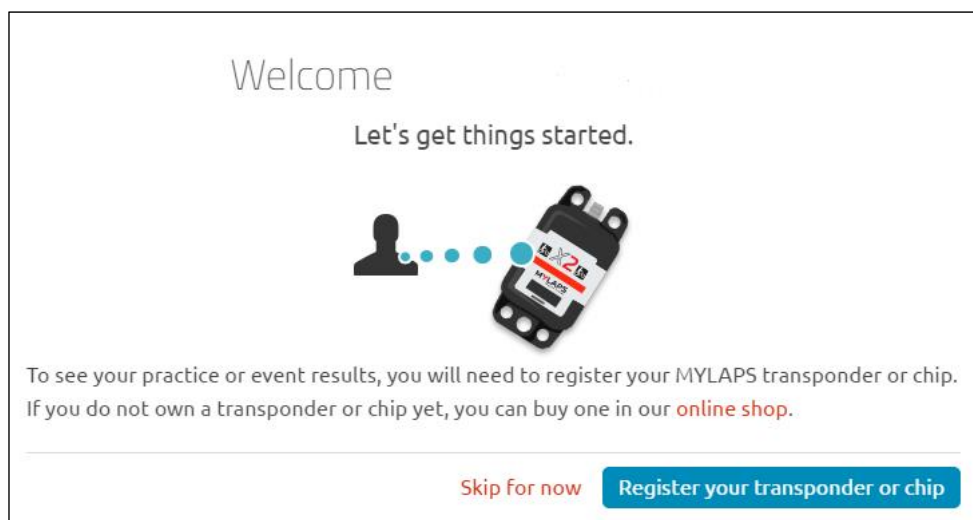 Welcome
Let's get things started.
X2
MYLAPS
To see your practice or event results, you will need to register your MYLAPS transponder or chip.
If you do not own a transponder or chip yet, you can buy one in our online shop.
Skip for now
Register your transponder or chip